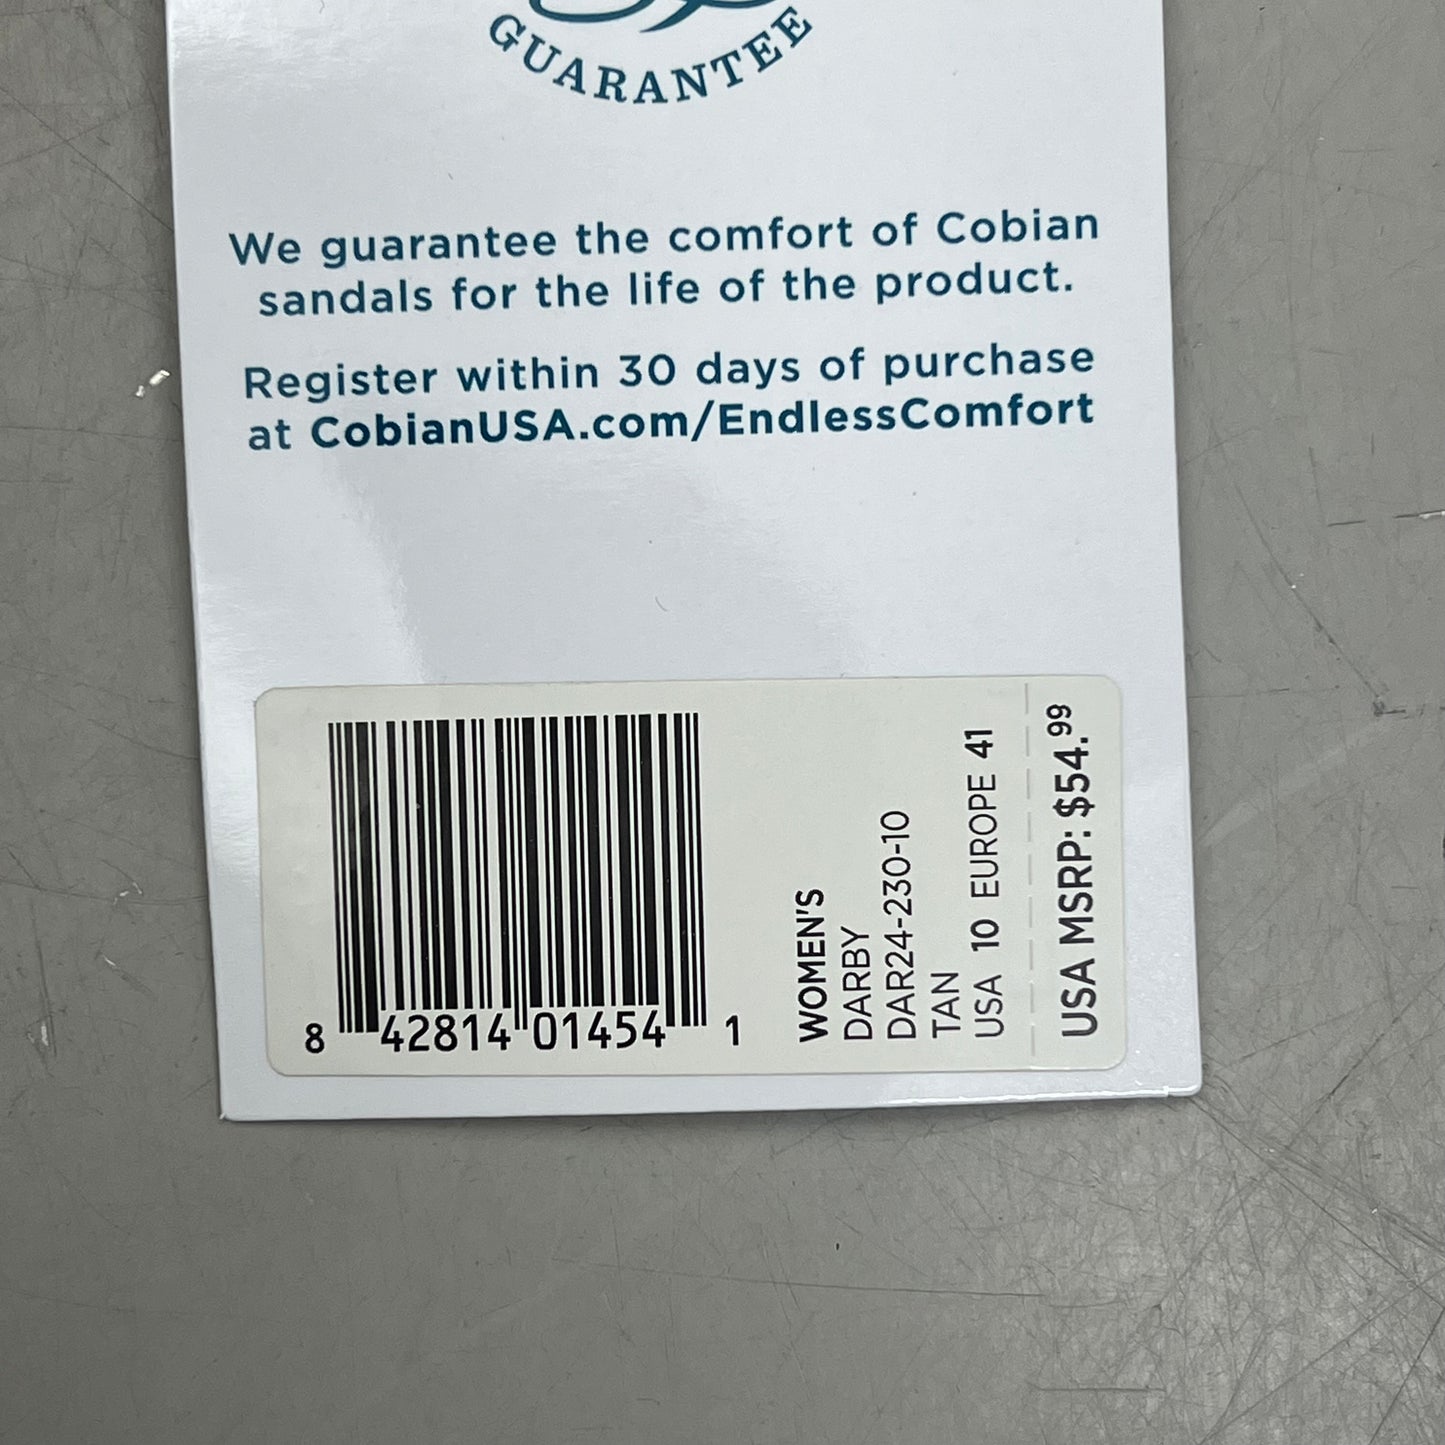 GUARANTEE
We guarantee the comfort of Cobian
sandals for the life of the product.
Register within 30 days of purchase
at CobianUSA.com/EndlessComfort
8 42814 01454 1
WOMEN'S
DARBY
DAR24-230-10
TAN
USA 10 EUROPE 41
USA MSRP: $54.99